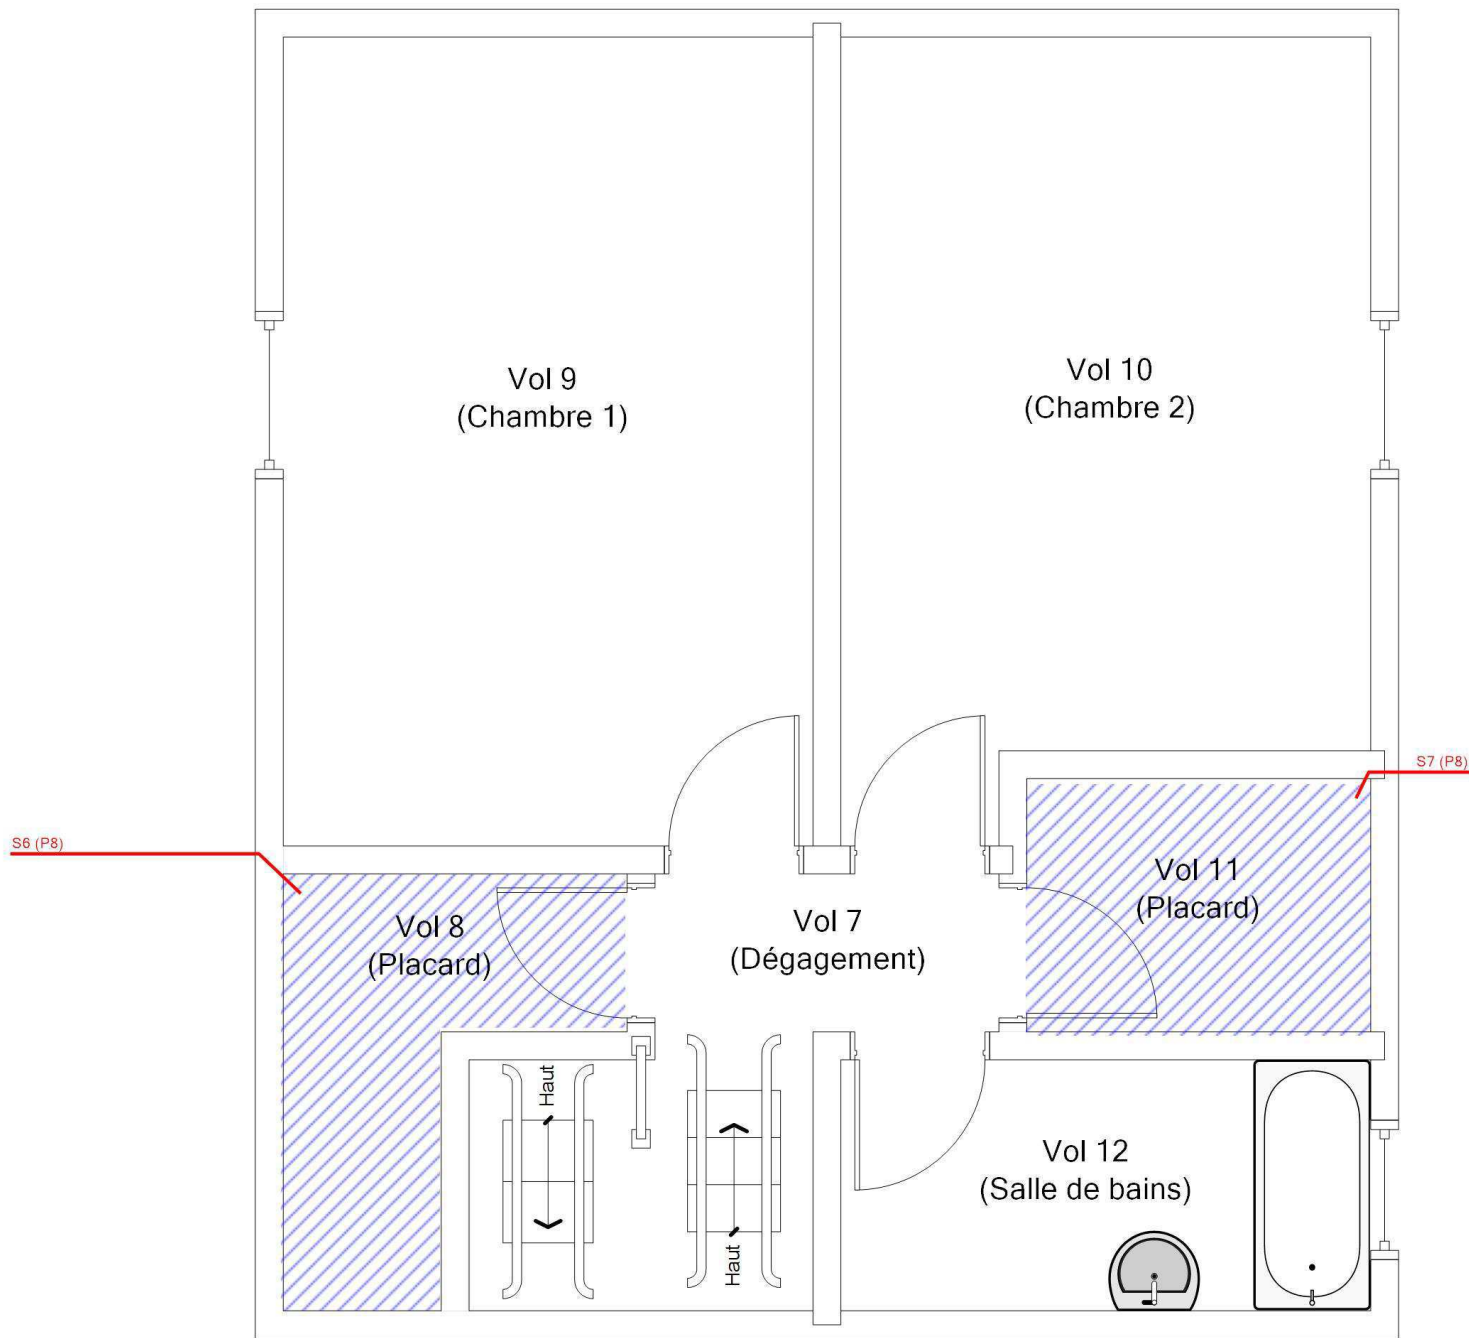 Vol 9
(Chambre 1)
Vol 10
(Chambre 2)
S7 (P8)
S6 (P8)
Vol 8
(Placard)
Vol 7
(Dégagement)
Vol 11
(Placard)
Haut
Haut
Vol 12
(Salle de bains)